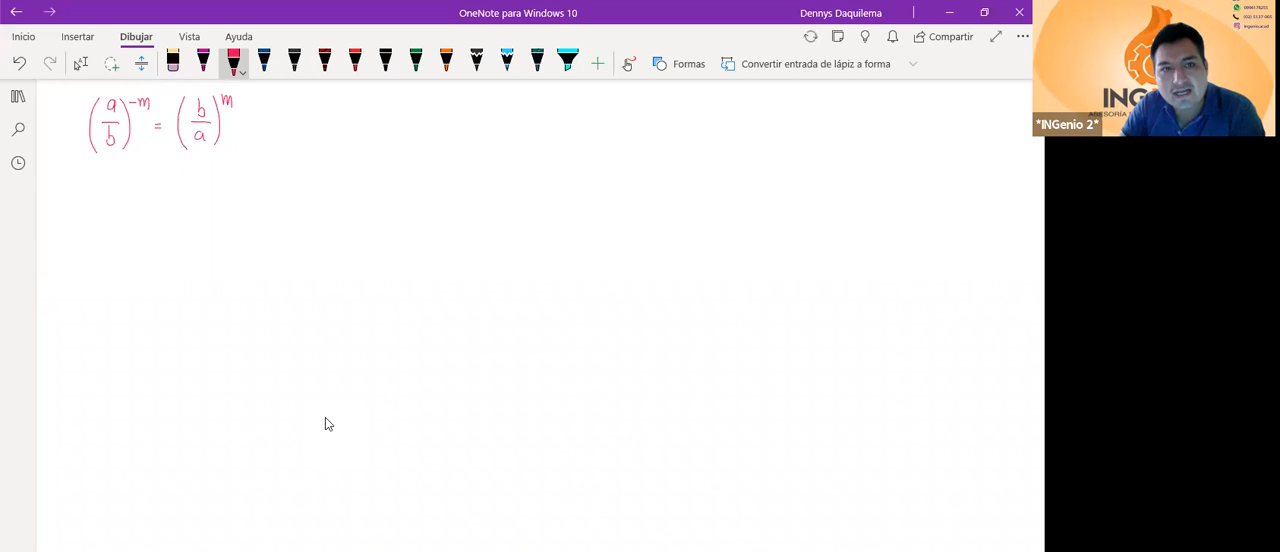 OneNote para Windows 10
Dennys Daquilema
Inicio Insertar Dibujar Vista Ayuda
Compartir
Formas
Convertir entrada de lápiz a forma
(a/b)^-m = (b/a)^m
*INGenio 2*